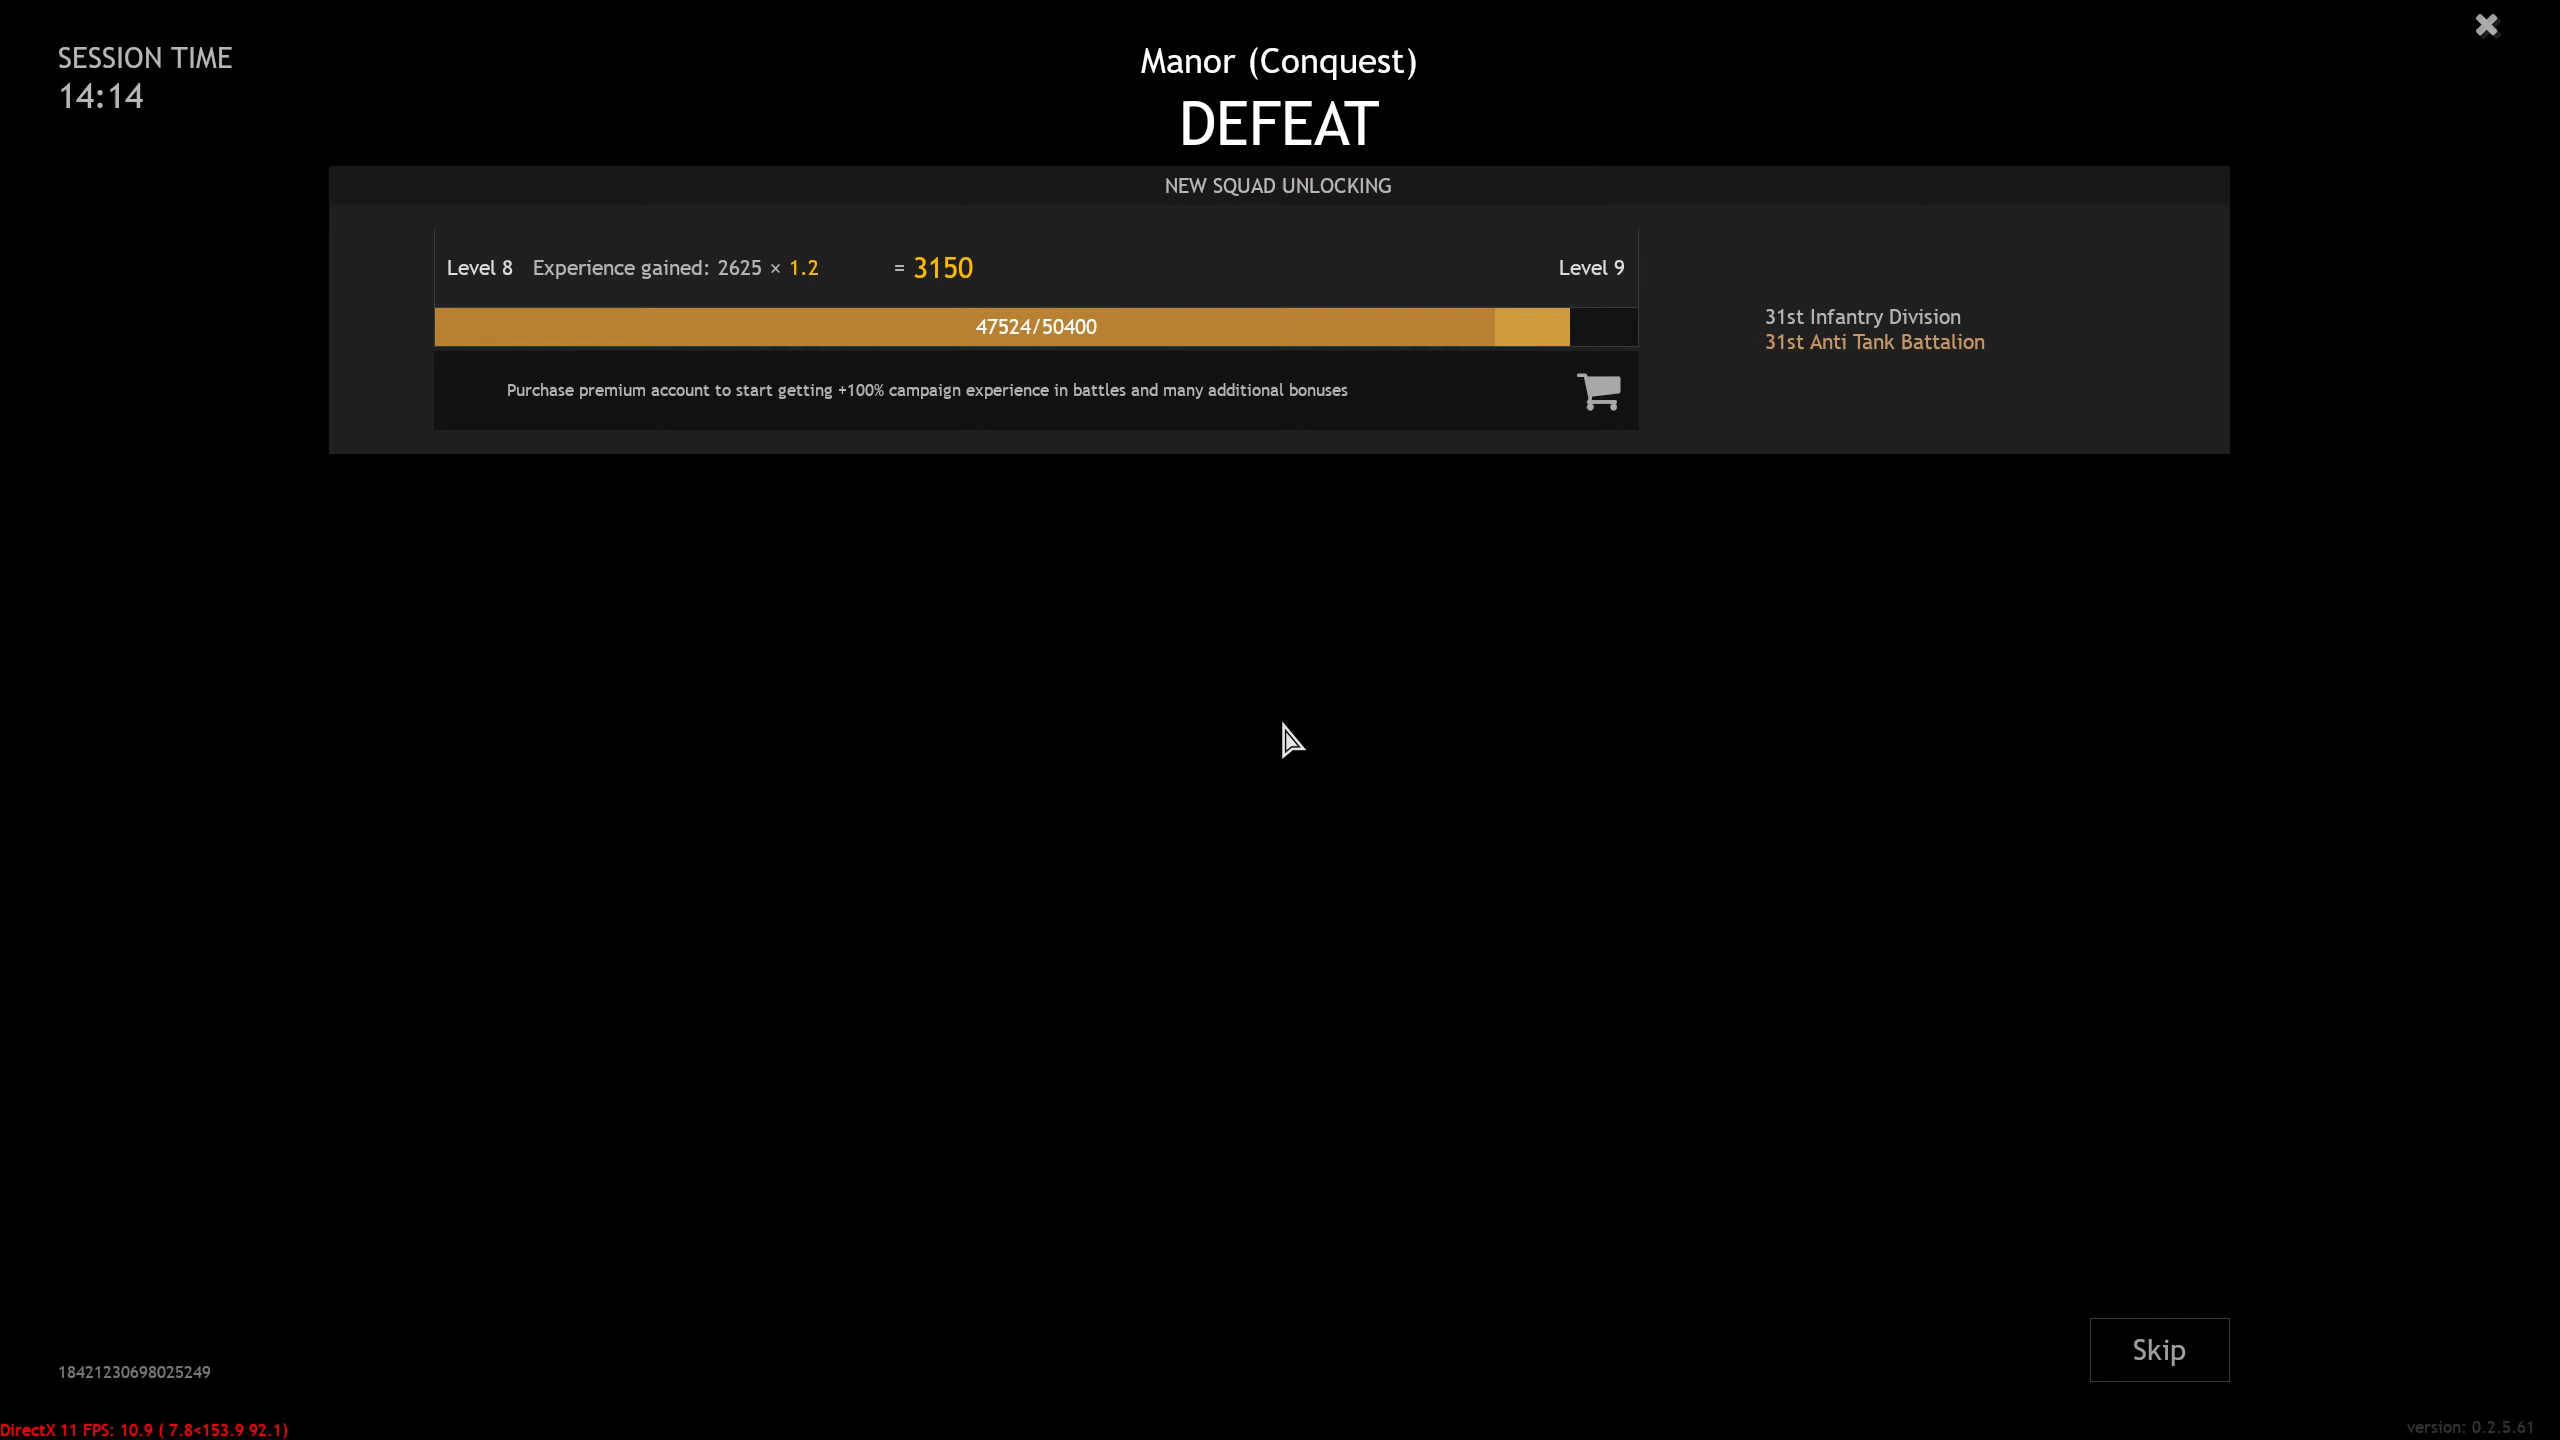 SESSION TIME
14:14
Manor (Conquest)
DEFEAT
NEW SQUAD UNLOCKING
Level 8 Experience gained: 2625 × 1.2 = 3150 Level 9
47524/50400
31st Infantry Division
31st Anti Tank Battalion
Purchase premium account to start getting +100% campaign experience in battles and many additional bonuses
Skip
18421230698025249
DirectX 11 FPS: 10.9 ( 7.8<153.9 92.1)
version: 0.2.5.61